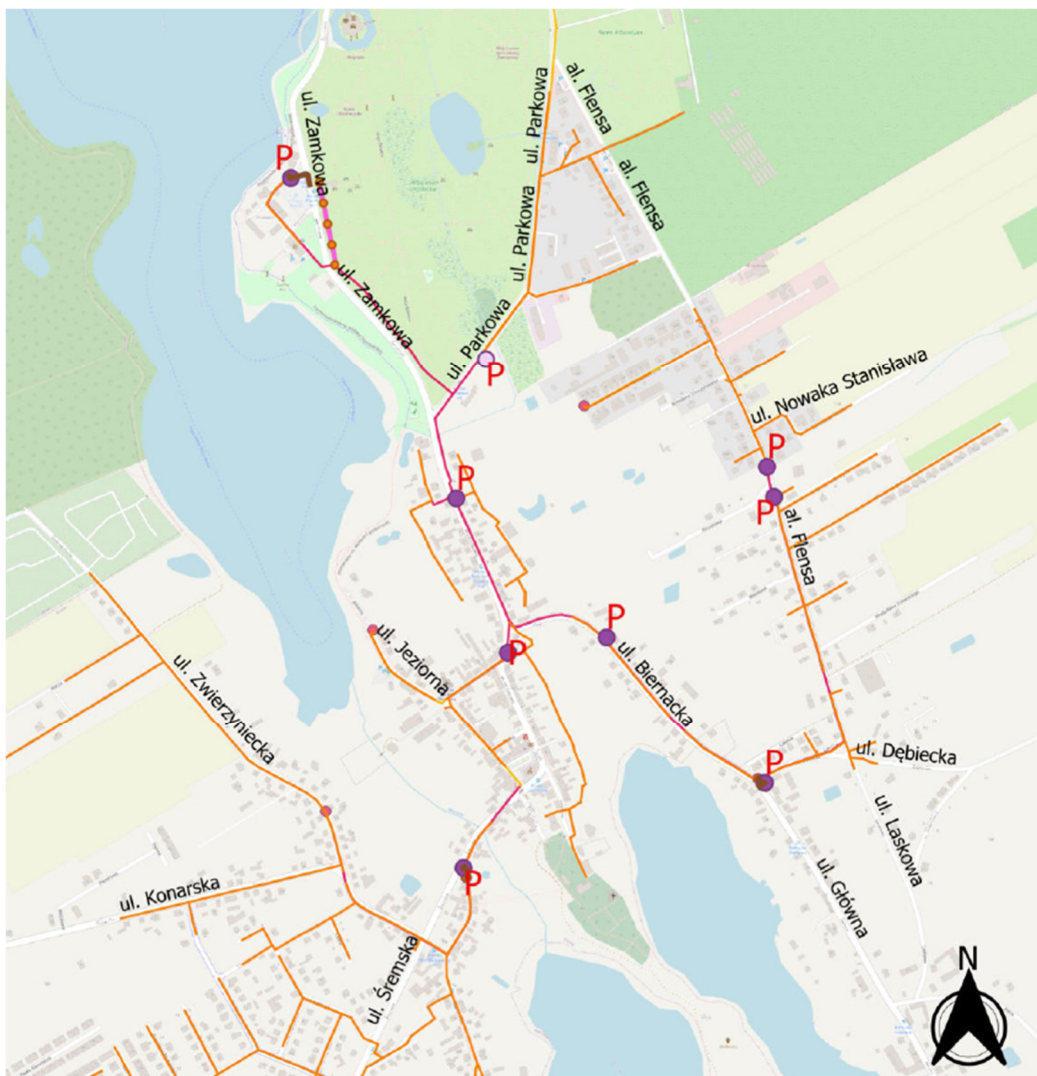 ul. Zamkowa
al. Flensa
ul. Parkowa
P
al. Flensa
ul. Parkowa
ul. Zamkowa
ul. Parkowa
P
ul. Nowaka Stanisława
P
P
P
al. Flensa
P
P
ul. Jeziorna
ul. Biernacka
ul. Zwierzyniecka
P
ul. Dębiecka
ul. Laskowa
P
ul. Konarska
ul. Główna
ul. Śremska
N